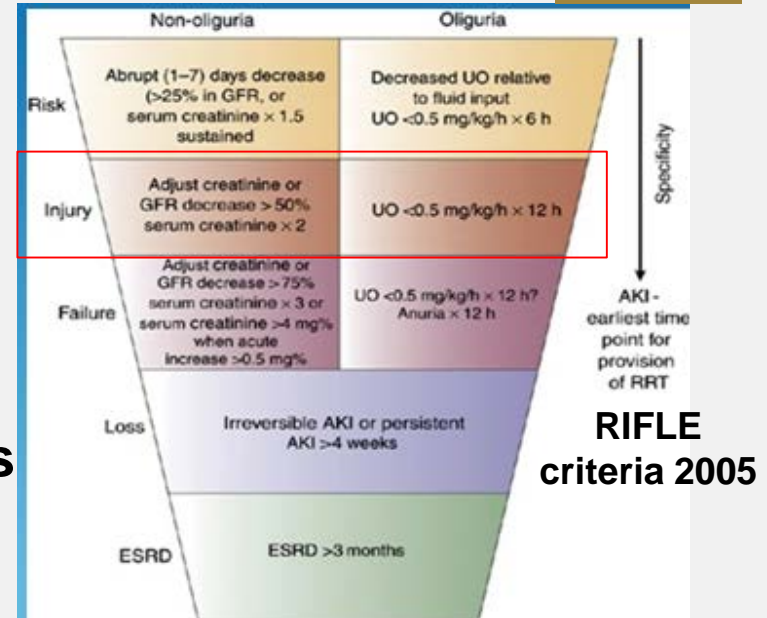 Non-oliguria
Oliguria
Risk
Abrupt (1–7) days decrease
(>25% in GFR, or
serum creatinine × 1.5
sustained
Decreased UO relative
to fluid input
UO <0.5 mg/kg/h × 6 h
Injury
Adjust creatinine or
GFR decrease > 50%
serum creatinine × 2
UO <0.5 mg/kg/h × 12 h
Failure
Adjust creatinine or
GFR decrease >75%
serum creatinine × 3 or
serum creatinine >4 mg%
when acute
increase >0.5 mg%
UO <0.5 mg/kg/h × 12 h?
Anuria × 12 h
Loss
Irreversible AKI or persistent
AKI >4 weeks
ESRD
ESRD >3 months
Specificity
AKI -
earliest time
point for
provision
of RRT
RIFLE
criteria 2005
s